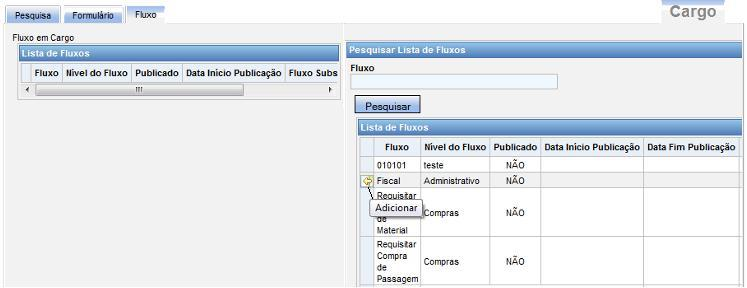 Pesquisa Formulário Fluxo Cargo
Fluxo em Cargo
Lista de Fluxos
Fluxo Nível do Fluxo Publicado Data Início Publicação Fluxo Subs
Pesquisar Lista de Fluxos
Fluxo
Pesquisar
Lista de Fluxos
Fluxo Nível do Fluxo Publicado Data Início Publicação Data Fim Publicação
010101 teste NÃO
Fiscal Administrativo NÃO
Adicionar
Requisitar
de
Material
Compras NÃO
Requisitar
Compra
de
Passagem
Compras NÃO